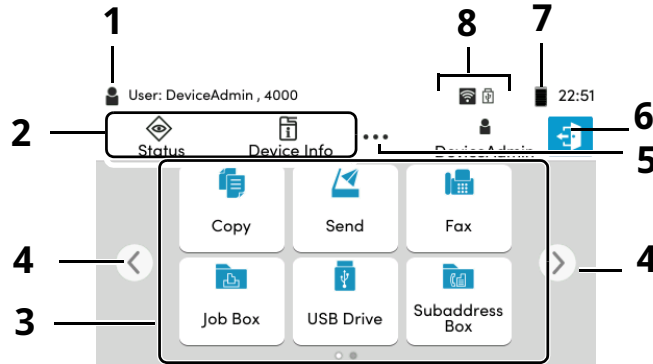 1
8
7
User: DeviceAdmin , 4000
22:51
2
Status
Device Info
DeviceAdmin
6
5
Copy
Send
Fax
4
4
3
Job Box
USB Drive
Subaddress
Box